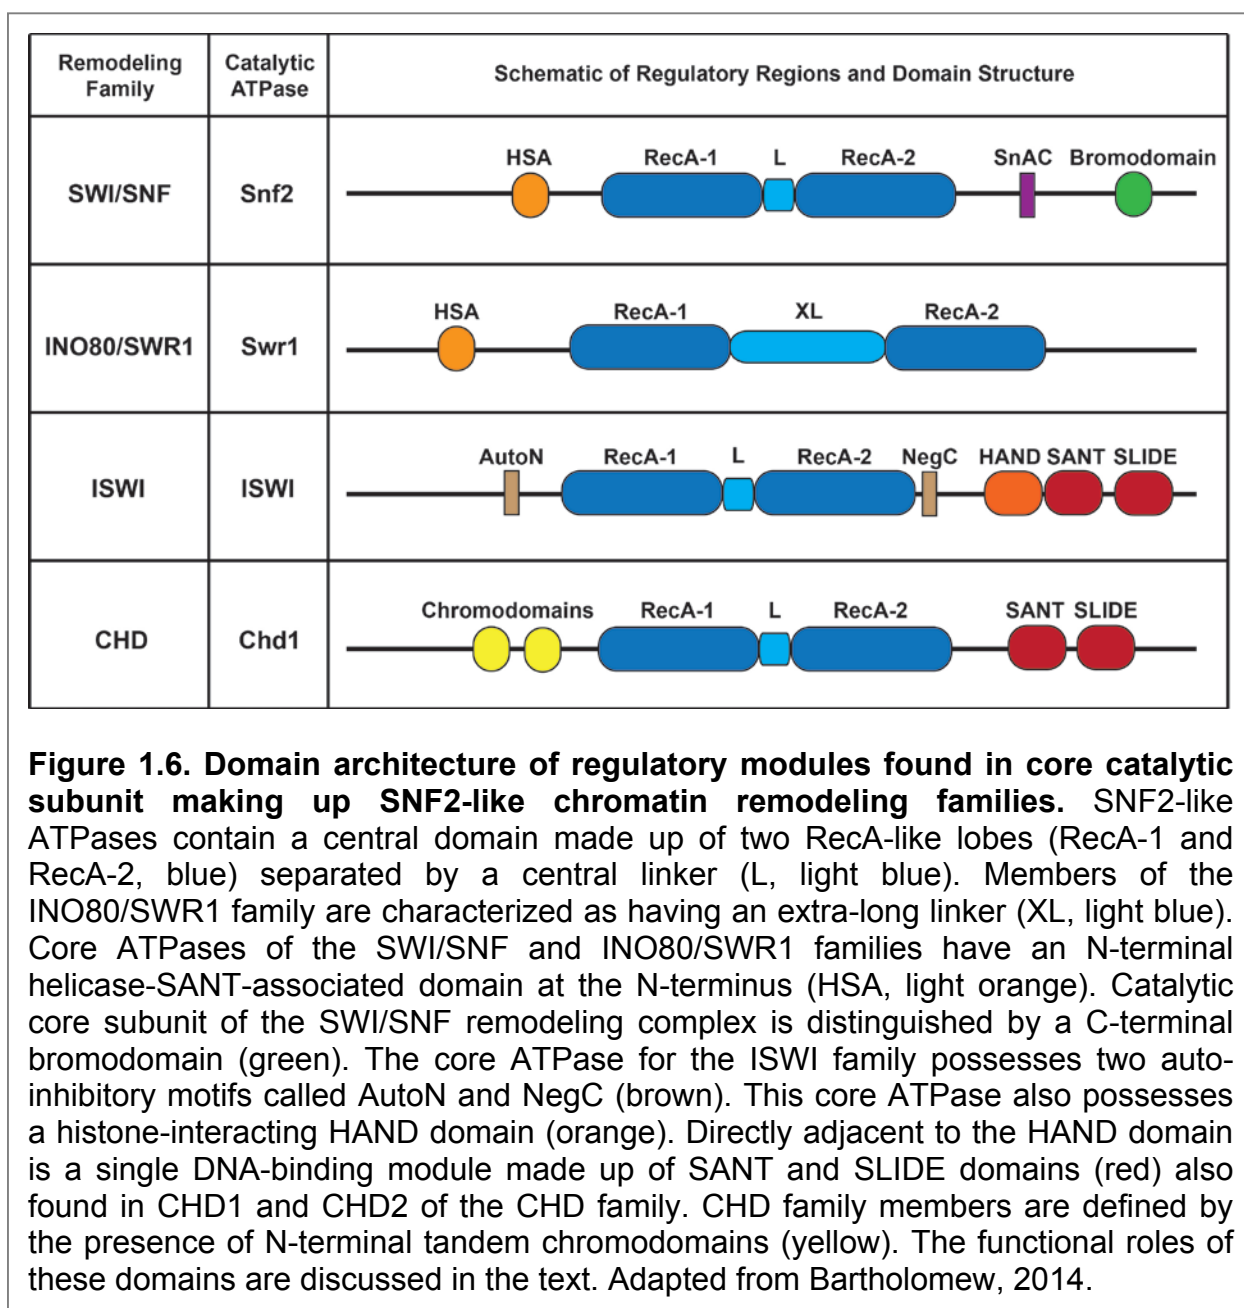 Remodeling Family
Catalytic ATPase
Schematic of Regulatory Regions and Domain Structure
SWI/SNF
Snf2
HSA
RecA-1
L
RecA-2
SnAC
Bromodomain
INO80/SWR1
Swr1
HSA
RecA-1
XL
RecA-2
ISWI
ISWI
AutoN
RecA-1
L
RecA-2
NegC
HAND
SANT
SLIDE
CHD
Chd1
Chromodomains
RecA-1
L
RecA-2
SANT
SLIDE
Figure 1.6. Domain architecture of regulatory modules found in core catalytic
subunit making up SNF2-like chromatin remodeling families. SNF2-like
ATPases contain a central domain made up of two RecA-like lobes (RecA-1 and
RecA-2, blue) separated by a central linker (L, light blue). Members of the
INO80/SWR1 family are characterized as having an extra-long linker (XL, light blue).
Core ATPases of the SWI/SNF and INO80/SWR1 families have an N-terminal
helicase-SANT-associated domain at the N-terminus (HSA, light orange). Catalytic
core subunit of the SWI/SNF remodeling complex is distinguished by a C-terminal
bromodomain (green). The core ATPase for the ISWI family possesses two auto-
inhibitory motifs called AutoN and NegC (brown). This core ATPase also possesses
a histone-interacting HAND domain (orange). Directly adjacent to the HAND domain
is a single DNA-binding module made up of SANT and SLIDE domains (red) also
found in CHD1 and CHD2 of the CHD family. CHD family members are defined by
the presence of N-terminal tandem chromodomains (yellow). The functional roles of
these domains are discussed in the text. Adapted from Bartholomew, 2014.